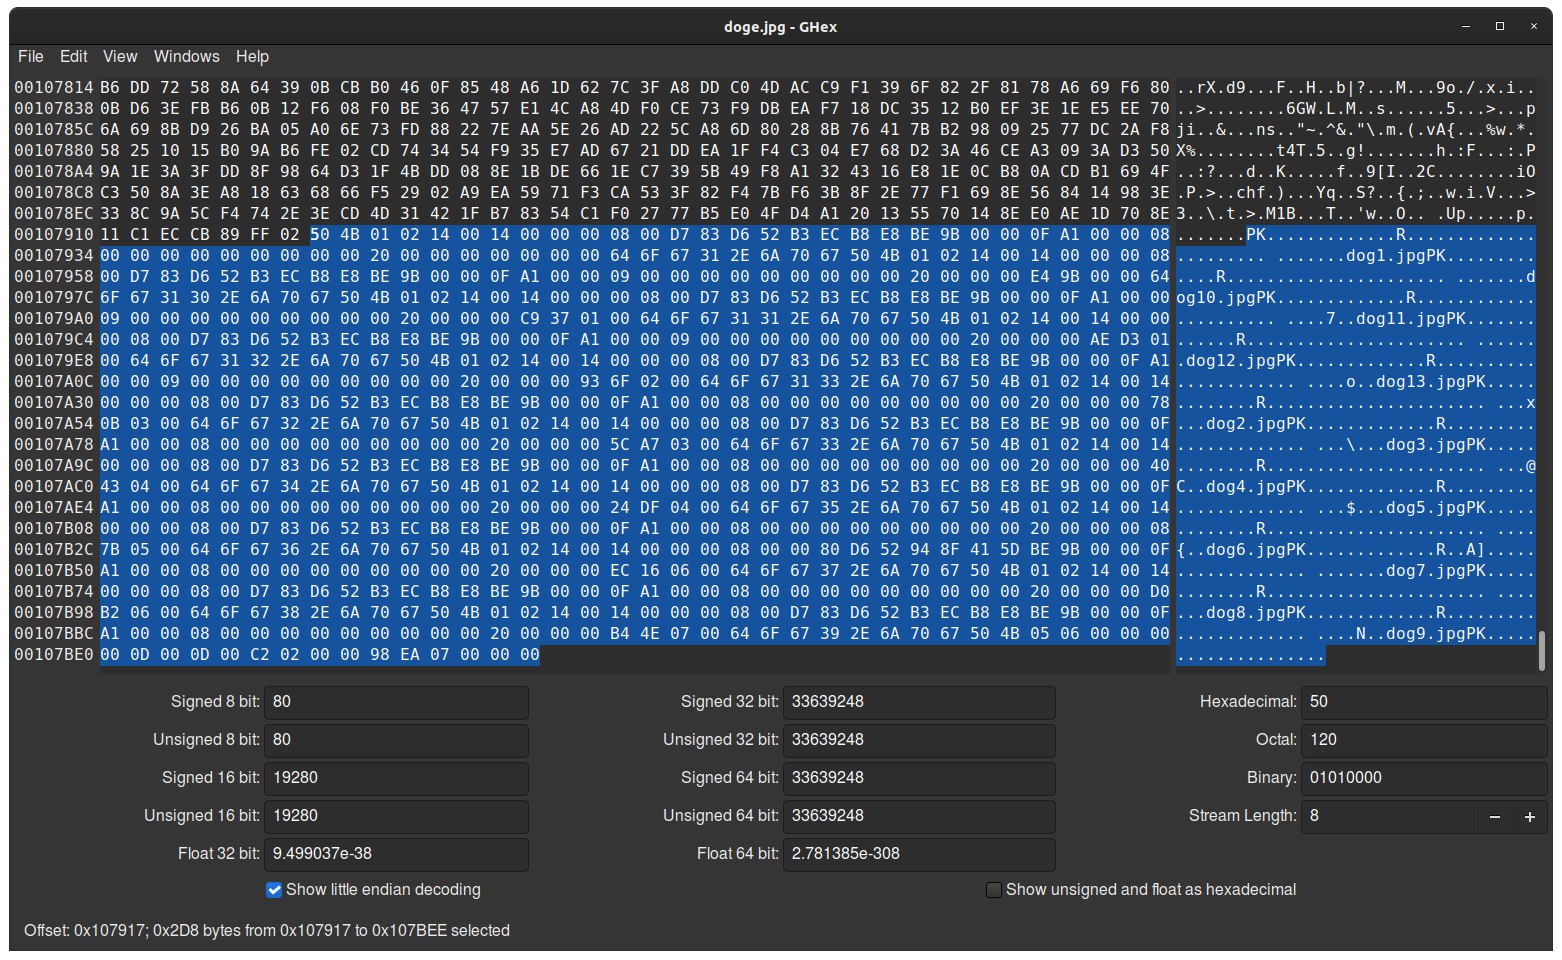 doge.jpg - GHex
File Edit View Windows Help
00107814 B6 DD 72 58 8A 64 39 0B CB B0 46 0F 85 48 A6 1D 62 7C 3F A8 DD C0 4D AC C9 F1 39 6F 82 2F 81 78 A6 69 F6 80 ..rX.d9...F..H..b|?...M...9o./.x.i..
00107838 0B D6 3E FB B6 0B 12 F6 08 F0 BE 36 47 57 E1 4C A8 4D F0 CE 73 F9 DB EA F7 18 DC 35 12 B0 EF 3E 1E E5 EE 70 ..>........6GW.L.M..s......5...>...p
0010785C 6A 69 8B D9 26 BA 05 A0 6E 73 FD 88 22 7E AA 5E 26 AD 22 5C A8 6D 80 28 8B 76 41 7B B2 98 09 25 77 DC 2A F8 ji..&...ns.."~.^&."\.m.(.vA{...%w.*.
00107880 58 25 10 15 B0 9A B6 FE 02 CD 74 34 54 F9 35 E7 AD 67 21 DD EA 1F F4 C3 04 E7 68 D2 3A 46 CE A3 09 3A D3 50 X%........t4T.5..g!.......h.:F...:.P
001078A4 9A 1E 3A 3F DD 8F 98 64 D3 1F 4B DD 08 8E 1B DE 66 1E C7 39 5B 49 F8 A1 32 43 16 E8 1E 0C B8 0A CD B1 69 4F ..:?...d..K.....f..9[I..2C........iO
001078C8 C3 50 8A 3E A8 18 63 68 66 F5 29 02 A9 EA 59 71 F3 CA 53 3F 82 F4 7B F6 3B 8F 2E 77 F1 69 8E 56 84 14 98 3E .P.>..chf.)...Yq..S?..{.;..w.i.V...>
001078EC 33 8C 9A 5C F4 74 2E 3E CD 4D 31 42 1F B7 83 54 C1 F0 27 77 B5 E0 4F D4 A1 20 13 55 70 14 8E E0 AE 1D 70 8E 3..\.t.>.M1B...T..'w..O.. .Up.....p.
00107910 11 C1 EC CB 89 FF 02 50 4B 01 02 14 00 14 00 00 00 08 00 D7 83 D6 52 B3 EC B8 E8 BE 9B 00 00 0F A1 00 00 08 .......PK.............R.............
00107934 00 00 00 00 00 00 00 00 00 20 00 00 00 00 00 00 00 64 6F 67 31 2E 6A 70 67 50 4B 01 02 14 00 14 00 00 00 08 ......... .......dog1.jpgPK.........
00107958 00 D7 83 D6 52 B3 EC B8 E8 BE 9B 00 00 0F A1 00 00 09 00 00 00 00 00 00 00 00 00 20 00 00 00 E4 9B 00 00 64 ....R...................... .......d
0010797C 6F 67 31 30 2E 6A 70 67 50 4B 01 02 14 00 14 00 00 00 08 00 D7 83 D6 52 B3 EC B8 E8 BE 9B 00 00 0F A1 00 00 og10.jpgPK.............R............
001079A0 09 00 00 00 00 00 00 00 00 00 20 00 00 00 C9 37 01 00 64 6F 67 31 31 2E 6A 70 67 50 4B 01 02 14 00 14 00 00 .......... ....7..dog11.jpgPK.......
001079C4 00 08 00 D7 83 D6 52 B3 EC B8 E8 BE 9B 00 00 0F A1 00 00 09 00 00 00 00 00 00 00 00 00 20 00 00 00 AE D3 01 ......R...................... ......
001079E8 00 64 6F 67 31 32 2E 6A 70 67 50 4B 01 02 14 00 14 00 00 00 08 00 D7 83 D6 52 B3 EC B8 E8 BE 9B 00 00 0F A1 .dog12.jpgPK.............R..........
00107A0C 00 00 09 00 00 00 00 00 00 00 00 00 20 00 00 00 93 6F 02 00 64 6F 67 31 33 2E 6A 70 67 50 4B 01 02 14 00 14 ............ ....o..dog13.jpgPK.....
00107A30 00 00 00 08 00 D7 83 D6 52 B3 EC B8 E8 BE 9B 00 00 0F A1 00 00 08 00 00 00 00 00 00 00 00 00 20 00 00 00 78 ........R...................... ...x
00107A54 0B 03 00 64 6F 67 32 2E 6A 70 67 50 4B 01 02 14 00 14 00 00 00 08 00 D7 83 D6 52 B3 EC B8 E8 BE 9B 00 00 0F ...dog2.jpgPK.............R.........
00107A78 A1 00 00 08 00 00 00 00 00 00 00 00 00 20 00 00 00 5C A7 03 00 64 6F 67 33 2E 6A 70 67 50 4B 01 02 14 00 14 ............. ...\...dog3.jpgPK.....
00107A9C 00 00 00 08 00 D7 83 D6 52 B3 EC B8 E8 BE 9B 00 00 0F A1 00 00 08 00 00 00 00 00 00 00 00 00 20 00 00 00 40 ........R...................... ...@
00107AC0 43 04 00 64 6F 67 34 2E 6A 70 67 50 4B 01 02 14 00 14 00 00 00 08 00 D7 83 D6 52 B3 EC B8 E8 BE 9B 00 00 0F C..dog4.jpgPK.............R.........
00107AE4 A1 00 00 08 00 00 00 00 00 00 00 00 00 20 00 00 00 24 DF 04 00 64 6F 67 35 2E 6A 70 67 50 4B 01 02 14 00 14 ............. ...$...dog5.jpgPK.....
00107B08 00 00 00 08 00 D7 83 D6 52 B3 EC B8 E8 BE 9B 00 00 0F A1 00 00 08 00 00 00 00 00 00 00 00 00 20 00 00 00 08 ........R...................... ....
00107B2C 7B 05 00 64 6F 67 36 2E 6A 70 67 50 4B 01 02 14 00 14 00 00 00 08 00 80 D6 52 94 8F 41 5D BE 9B 00 00 0F {..dog6.jpgPK.............R..A].....
00107B50 A1 00 00 08 00 00 00 00 00 00 00 00 00 20 00 00 00 EC 16 06 00 64 6F 67 37 2E 6A 70 67 50 4B 01 02 14 00 14 ............. .......dog7.jpgPK.....
00107B74 00 00 00 08 00 D7 83 D6 52 B3 EC B8 E8 BE 9B 00 00 0F A1 00 00 08 00 00 00 00 00 00 00 00 00 20 00 00 00 D0 ........R...................... ....
00107B98 B2 06 00 64 6F 67 38 2E 6A 70 67 50 4B 01 02 14 00 14 00 00 00 08 00 D7 83 D6 52 B3 EC B8 E8 BE 9B 00 00 0F ...dog8.jpgPK.............R.........
00107BBC A1 00 00 08 00 00 00 00 00 00 00 00 00 20 00 00 00 B4 4E 07 00 64 6F 67 39 2E 6A 70 67 50 4B 05 06 00 00 00 ............. ....N..dog9.jpgPK.....
00107BE0 00 0D 00 0D 00 C2 02 00 00 98 EA 07 00 00 00 ...............
Signed 8 bit: 80 Signed 32 bit: 33639248 Hexadecimal: 50
Unsigned 8 bit: 80 Unsigned 32 bit: 33639248 Octal: 120
Signed 16 bit: 19280 Signed 64 bit: 33639248 Binary: 01010000
Unsigned 16 bit: 19280 Unsigned 64 bit: 33639248 Stream Length: 8
Float 32 bit: 9.499037e-38 Float 64 bit: 2.781385e-308
Show little endian decoding Show unsigned and float as hexadecimal
Offset: 0x107917; 0x2D8 bytes from 0x107917 to 0x107BEE selected